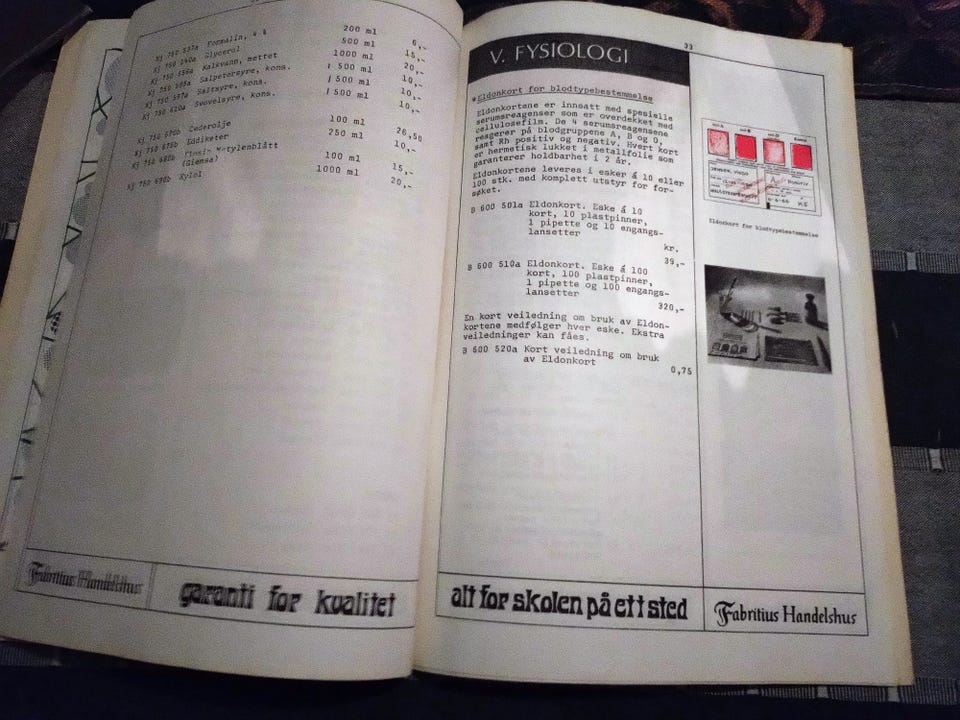 Kj 750 537a Formalin, 4 % 200 ml 6,-
Kj 750 540a Glycerol 500 ml 15,-
Kj 750 556a Kalkvann, mettet 1000 ml 20,-
Salpetersyre, kons. 500 ml 10,-
Saltsyre, kons. 500 ml 10,-
Kj 750 620a Svovelsyre, kons. 500 ml 10,-
Kj 750 670b Cederolje 100 ml 26,50
Kj 750 675b Eddiketer 250 ml 10,-
Kj 750 680b Metylenblått
(Giemsa) 100 ml 15,-
Kj 750 690b Xylol 1000 ml 20,-
Fabritius Handelshus
garanti for kvalitet
33
V. FYSIOLOGI
*Eldonkort for blodtypebestemmelse
Eldonkortene er innsatt med spesielle
serumsreagenser som er overdekket med
cellulosefilm. De 4 serumsreagensene
reagerer på blodgruppene A, B og O,
samt Rh positiv og negativ. Hvert kort
er hermetisk lukket i metallfolie som
garanterer holdbarhet i 2 år.
Eldonkortene leveres i esker á 10 eller
100 stk. med komplett utstyr for for-
søket.
B 600 501a Eldonkort. Eske á 10
kort, 10 plastpinner,
1 pipette og 10 engangs-
lansetter
kr.
39,-
B 600 510a Eldonkort. Eske á 100
kort, 100 plastpinner,
1 pipette og 100 engangs-
lansetter
320,-
En kort veiledning om bruk av Eldon-
kortene medfølger hver eske. Ekstra
veiledninger kan fåes.
B 600 520a Kort veiledning om bruk
av Eldonkort
0,75
Eldonkort for blodtypebestemmelse
alt for skolen på ett sted
Fabritius Handelshus